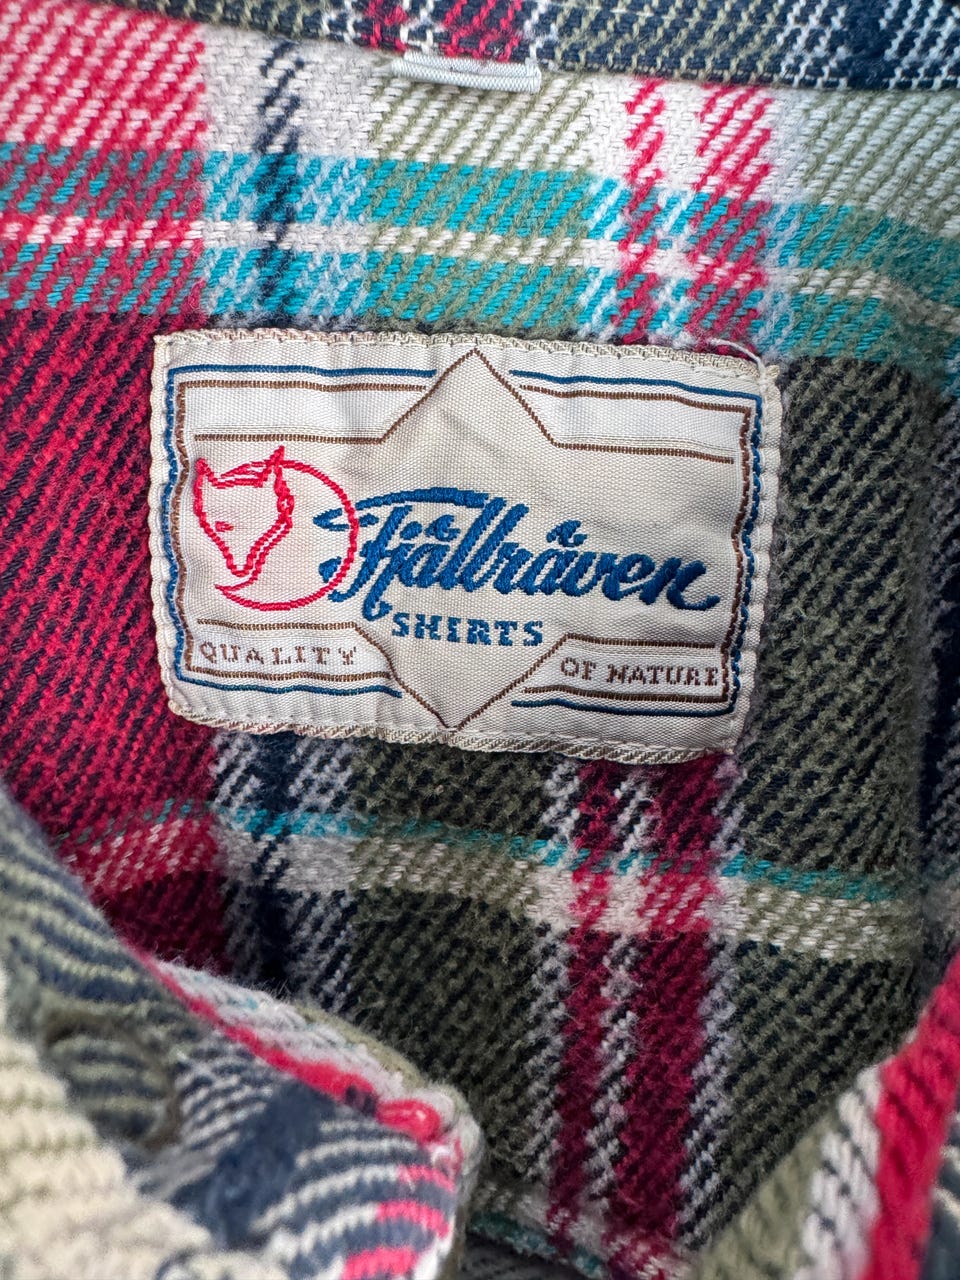 Fjällräven
SHIRTS
QUALITY OF NATURE